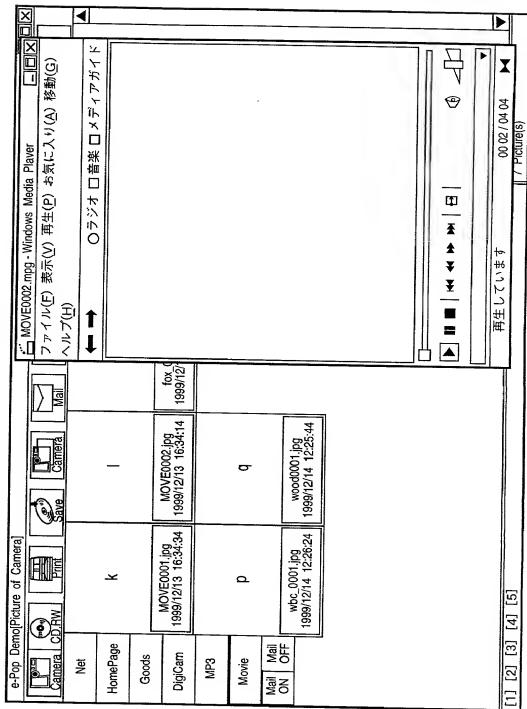 e-Pop Demo[Picture of Camera]
Camera
CD.RW
Print
Save
Camera
Mail
Net
HomePage
Goods
DigiCam
MP3
Movie
Mail ON
Mail OFF
k
l
MOVE0001.jpg
1999/12/13 16:34:34
MOVE0002.jpg
1999/12/13 16:34:14
fox_0
1999/12/
p
q
wbc_0001.jpg
1999/12/14 12:26:24
wood0001.jpg
1999/12/14 12:25:44
[1] [2] [3] [4] [5]
7 Picture(s)
MOVE0002.mpg - Windows Media Plaver
ファイル(F) 表示(V) 再生(P) お気に入り(A) 移動(G)
ヘルプ(H)
ラジオ 音楽 メディアガイド
再生しています
00 02 / 04 04